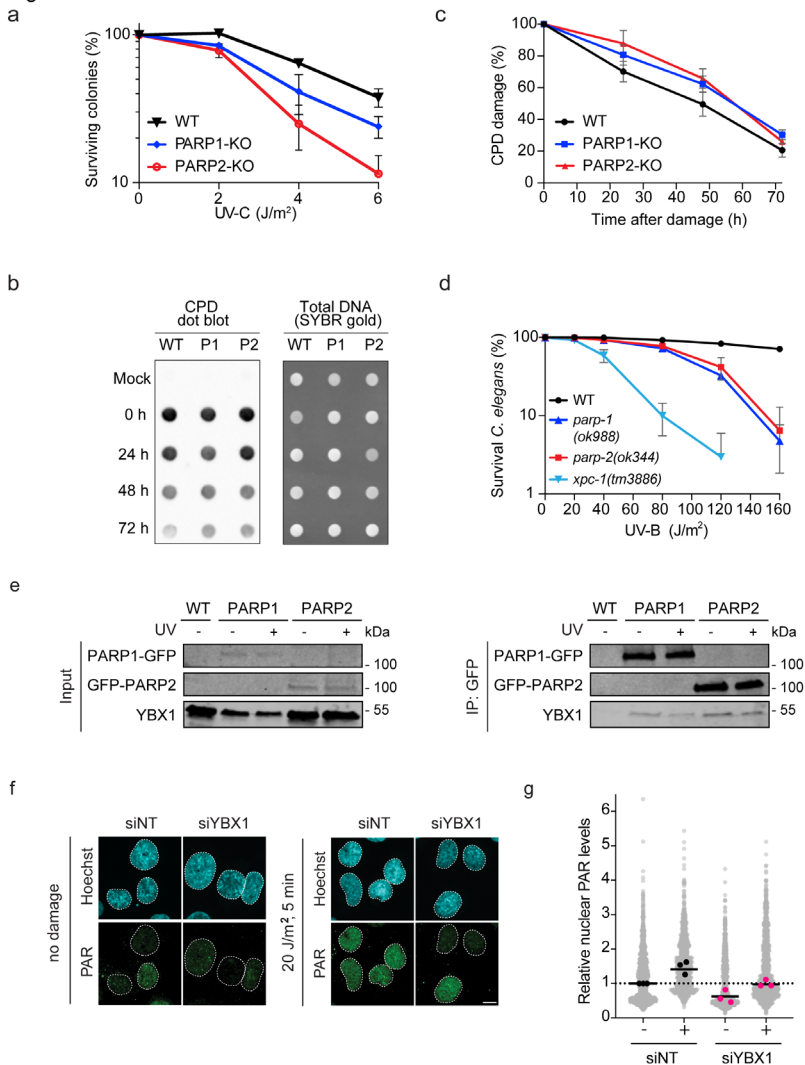 a
Surviving colonies (%)
100
10
0 2 4 6
UV-C (J/m²)
WT
PARP1-KO
PARP2-KO
c
CPD damage (%)
100
80
60
40
20
0
0 10 20 30 40 50 60 70
Time after damage (h)
WT
PARP1-KO
PARP2-KO
b
CPD
dot blot
Total DNA
(SYBR gold)
WT P1 P2
WT P1 P2
Mock
0 h
24 h
48 h
72 h
d
Survival C. elegans (%)
100
10
1
0 20 40 60 80 100 120 140 160
UV-B (J/m²)
WT
parp-1
(ok988)
parp-2(ok344)
xpc-1(tm3886)
e
Input
WT PARP1 PARP2
UV - - + - + kDa
PARP1-GFP
- 100
GFP-PARP2
- 100
YBX1
- 55
IP: GFP
WT PARP1 PARP2
UV - - + - + kDa
PARP1-GFP
- 100
GFP-PARP2
- 100
YBX1
- 55
f
no damage
siNT siYBX1
Hoechst
PAR
20 J/m², 5 min
siNT siYBX1
Hoechst
PAR
g
Relative nuclear PAR levels
6
5
4
3
2
1
0
- + - +
siNT siYBX1